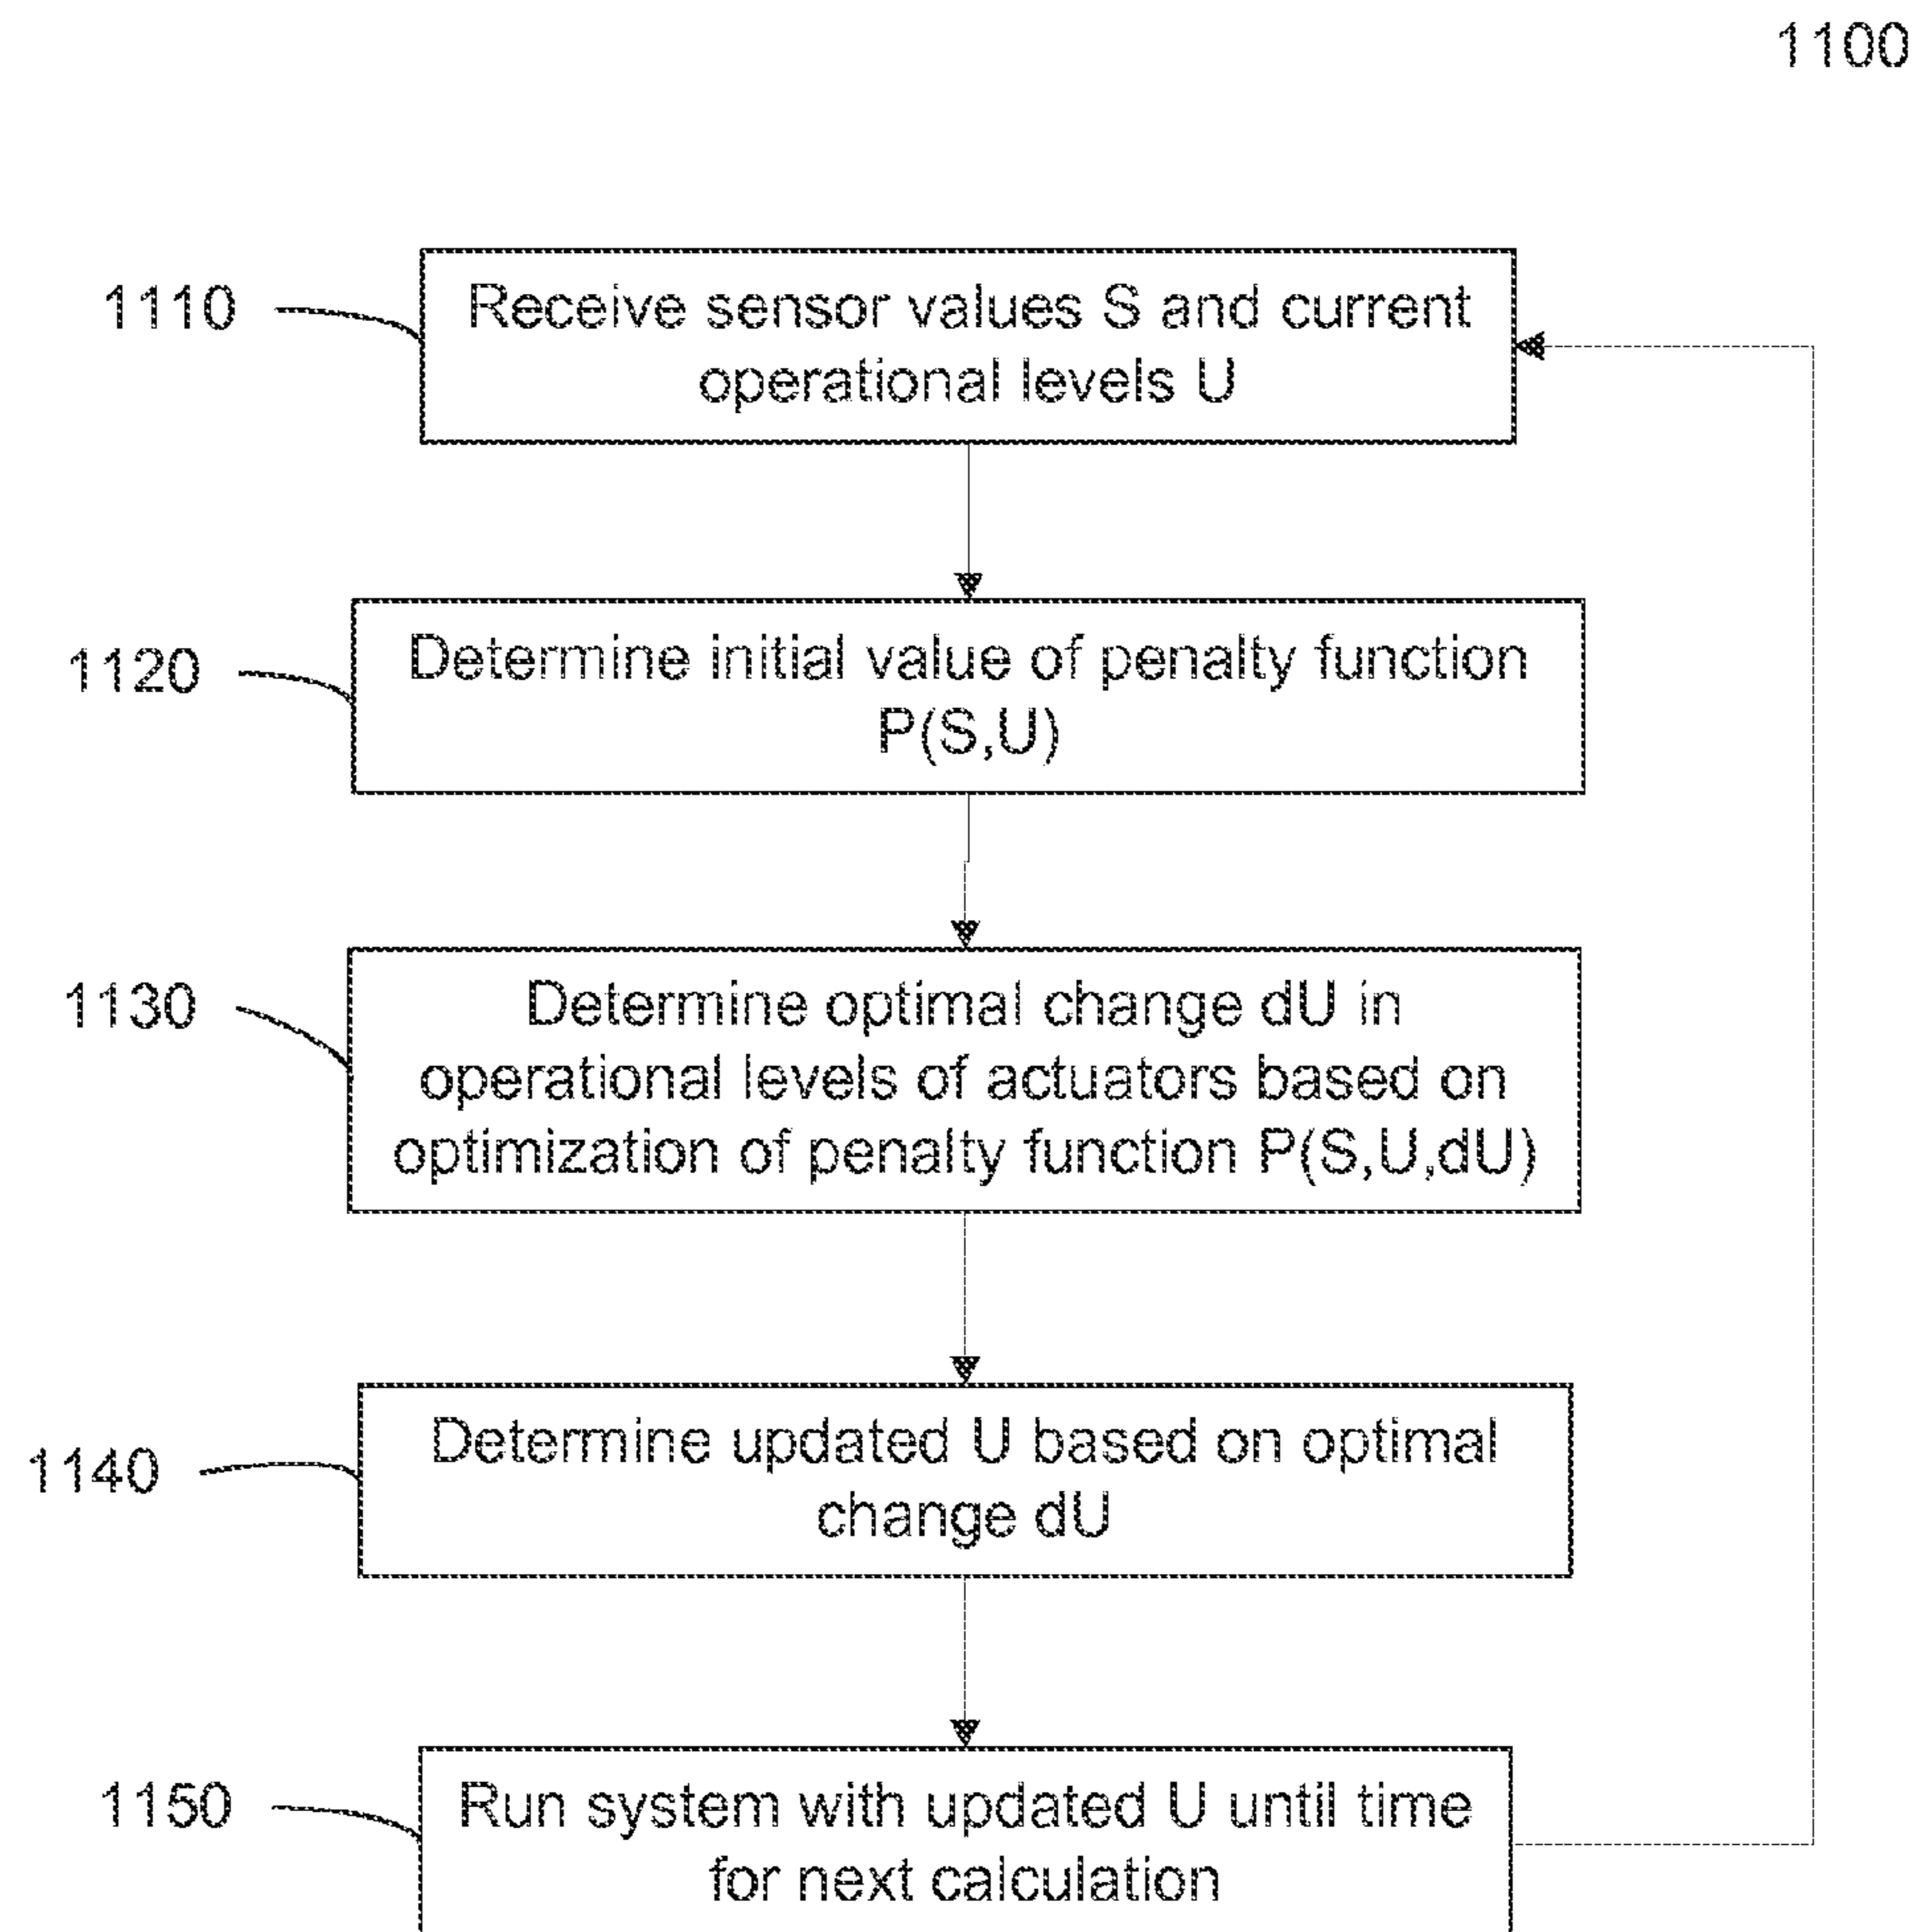 1100
1110
Receive sensor values S and current
operational levels U
1120
Determine initial value of penalty function
P(S,U)
1130
Determine optimal change dU in
operational levels of actuators based on
optimization of penalty function P(S,U,dU)
1140
Determine updated U based on optimal
change dU
1150
Run system with updated U until time
for next calculation